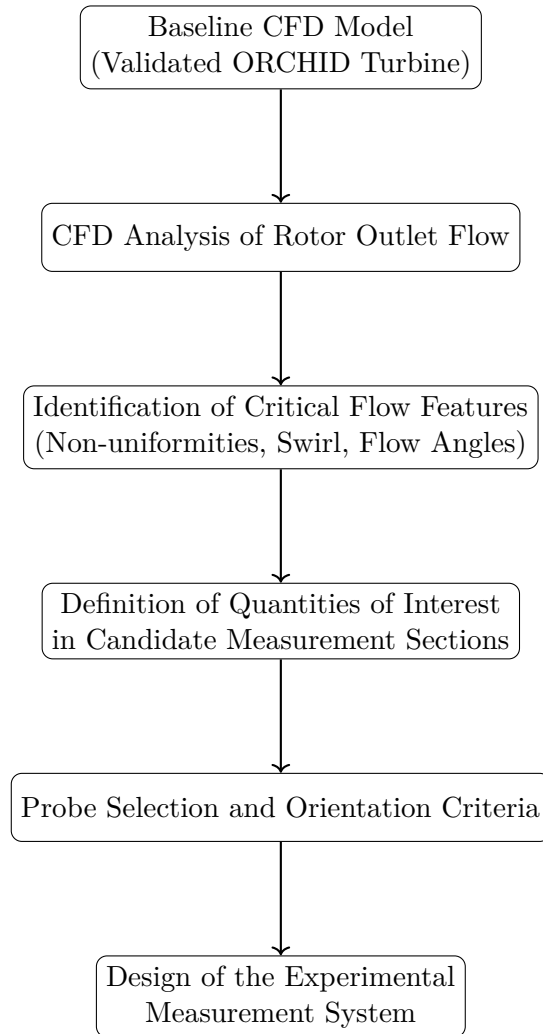 Baseline CFD Model
(Validated ORCHID Turbine)
CFD Analysis of Rotor Outlet Flow
Identification of Critical Flow Features
(Non-uniformities, Swirl, Flow Angles)
Definition of Quantities of Interest
in Candidate Measurement Sections
Probe Selection and Orientation Criteria
Design of the Experimental
Measurement System